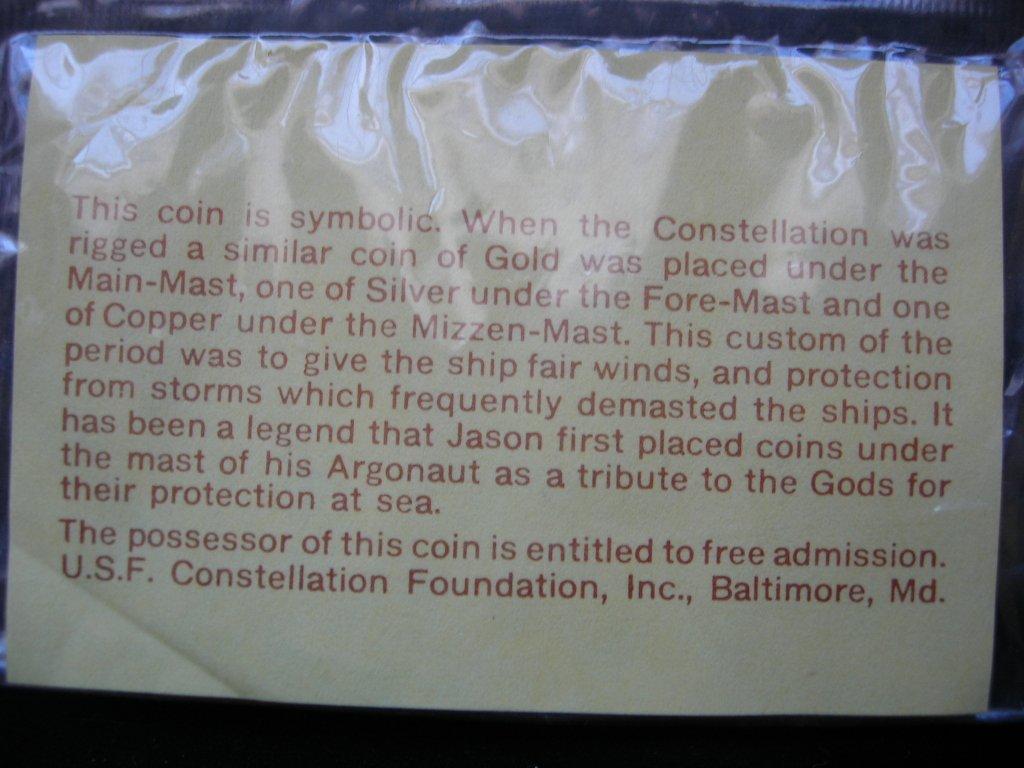 This coin is symbolic. When the Constellation was
rigged a similar coin of Gold was placed under the
Main-Mast, one of Silver under the Fore-Mast and one
of Copper under the Mizzen-Mast. This custom of the
period was to give the ship fair winds, and protection
from storms which frequently demasted the ships. It
has been a legend that Jason first placed coins under
the mast of his Argonaut as a tribute to the Gods for
their protection at sea.
The possessor of this coin is entitled to free admission.
U.S.F. Constellation Foundation, Inc., Baltimore, Md.